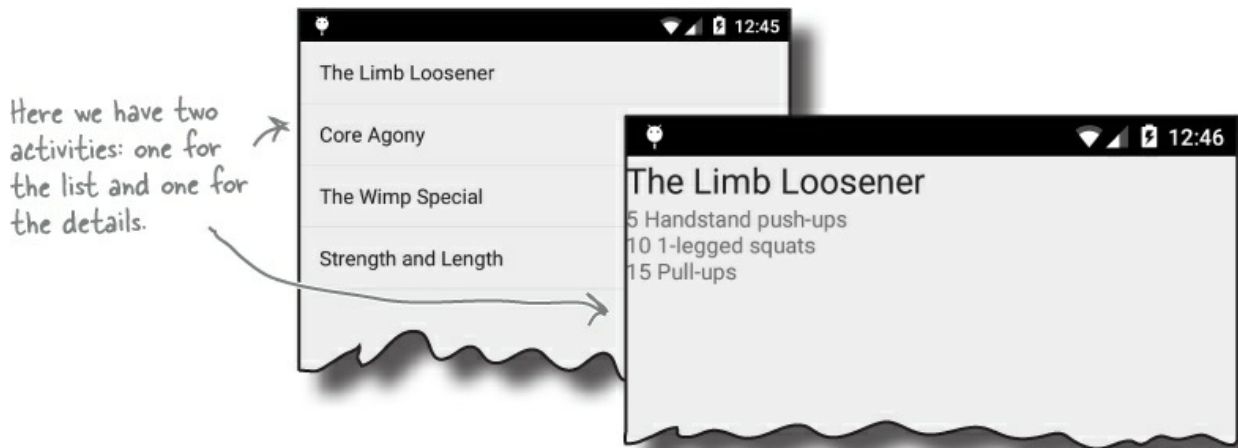 12:45
The Limb Loosener
Core Agony
The Wimp Special
Strength and Length
Here we have two
activities: one for
the list and one for
the details.
12:46
The Limb Loosener
5 Handstand push-ups
10 1-legged squats
15 Pull-ups